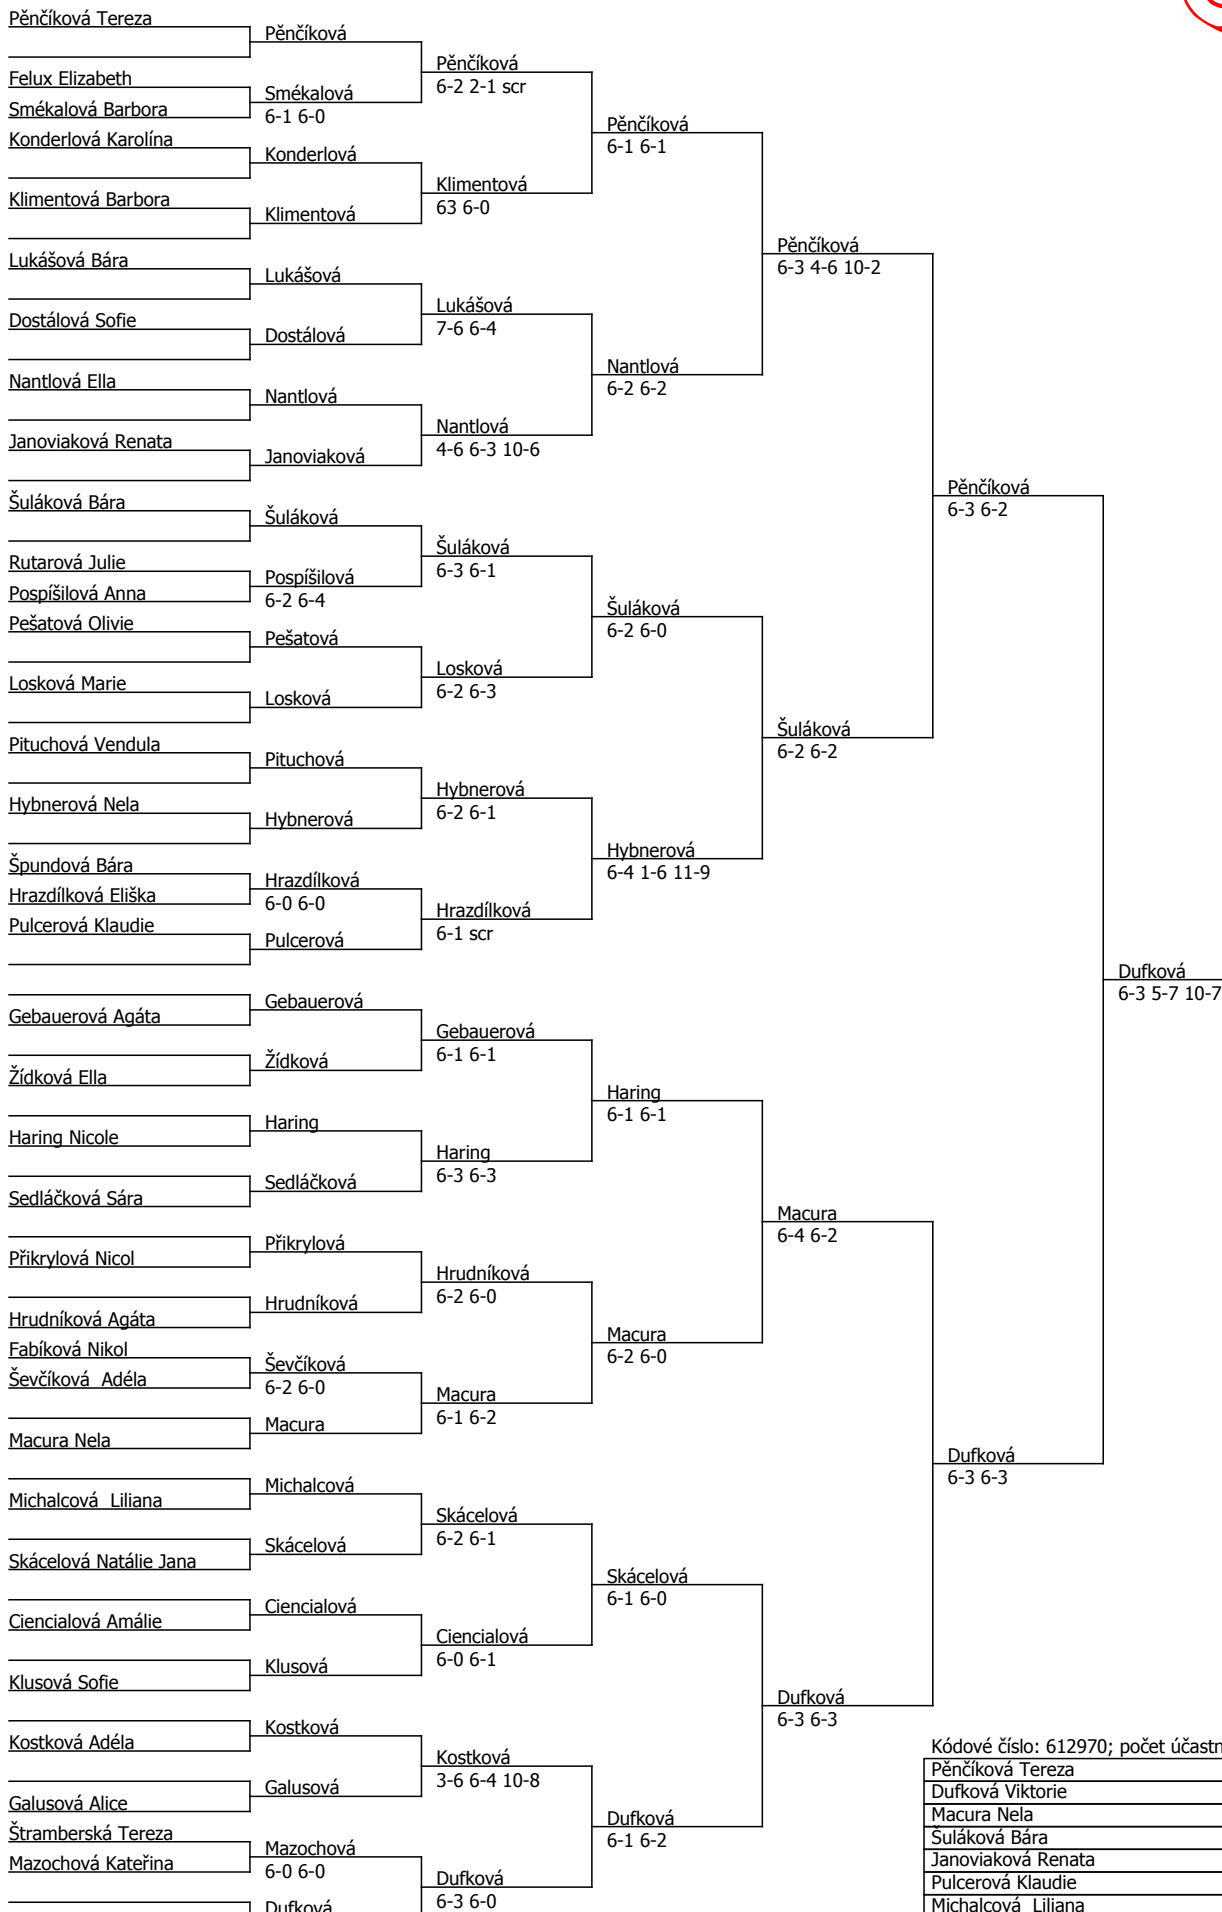 Pěnčíková Tereza
Pěnčíková
Pěnčíková
6-2 2-1 scr
Felux Elizabeth
Smékalová Barbora
Smékalová
6-1 6-0
Pěnčíková
6-1 6-1
Konderlová Karolína
Konderlová
Klimentová
63 6-0
Klimentová Barbora
Klimentová
Pěnčíková
6-3 4-6 10-2
Lukášová Bára
Lukášová
Lukášová
7-6 6-4
Dostálová Sofie
Dostálová
Nantlová
6-2 6-2
Nantlová Ella
Nantlová
Nantlová
4-6 6-3 10-6
Janoviaková Renata
Janoviaková
Pěnčíková
6-3 6-2
Šuláková Bára
Šuláková
Šuláková
6-3 6-1
Rutarová Julie
Pospíšilová Anna
Pospíšilová
6-2 6-4
Šuláková
6-2 6-0
Pešatová Olivie
Pešatová
Losková
6-2 6-3
Losková Marie
Losková
Šuláková
6-2 6-2
Pituchová Vendula
Pituchová
Hybnerová
6-2 6-1
Hybnerová Nela
Hybnerová
Hybnerová
6-4 1-6 11-9
Špundová Bára
Hrazdílková Eliška
Hrazdílková
6-0 6-0
Hrazdílková
6-1 scr
Pulcerová Klaudie
Pulcerová
Dufková
6-3 5-7 10-7
Gebauerová Agáta
Gebauerová
Gebauerová
6-1 6-1
Žídková Ella
Žídková
Haring
6-1 6-1
Haring Nicole
Haring
Haring
6-3 6-3
Sedláčková Sára
Sedláčková
Macura
6-4 6-2
Přikrylová Nicol
Přikrylová
Hrudníková
6-2 6-0
Hrudníková Agáta
Hrudníková
Macura
6-2 6-0
Fabíková Nikol
Ševčíková  Adéla
Ševčíková
6-2 6-0
Macura
6-1 6-2
Macura Nela
Macura
Dufková
6-3 6-3
Michalcová  Liliana
Michalcová
Skácelová
6-2 6-1
Skácelová Natálie Jana
Skácelová
Skácelová
6-1 6-0
Ciencialová Amálie
Ciencialová
Ciencialová
6-0 6-1
Klusová Sofie
Klusová
Dufková
6-3 6-3
Kostková Adéla
Kostková
Kostková
3-6 6-4 10-8
Galusová Alice
Galusová
Dufková
6-1 6-2
Štramberská Tereza
Mazochová Kateřina
Mazochová
6-0 6-0
Dufková
6-3 6-0
Dufková
Kódové číslo: 612970; počet účastn
Pěnčíková Tereza
Dufková Viktorie
Macura Nela
Šuláková Bára
Janoviaková Renata
Pulcerová Klaudie
Michalcová  Liliana